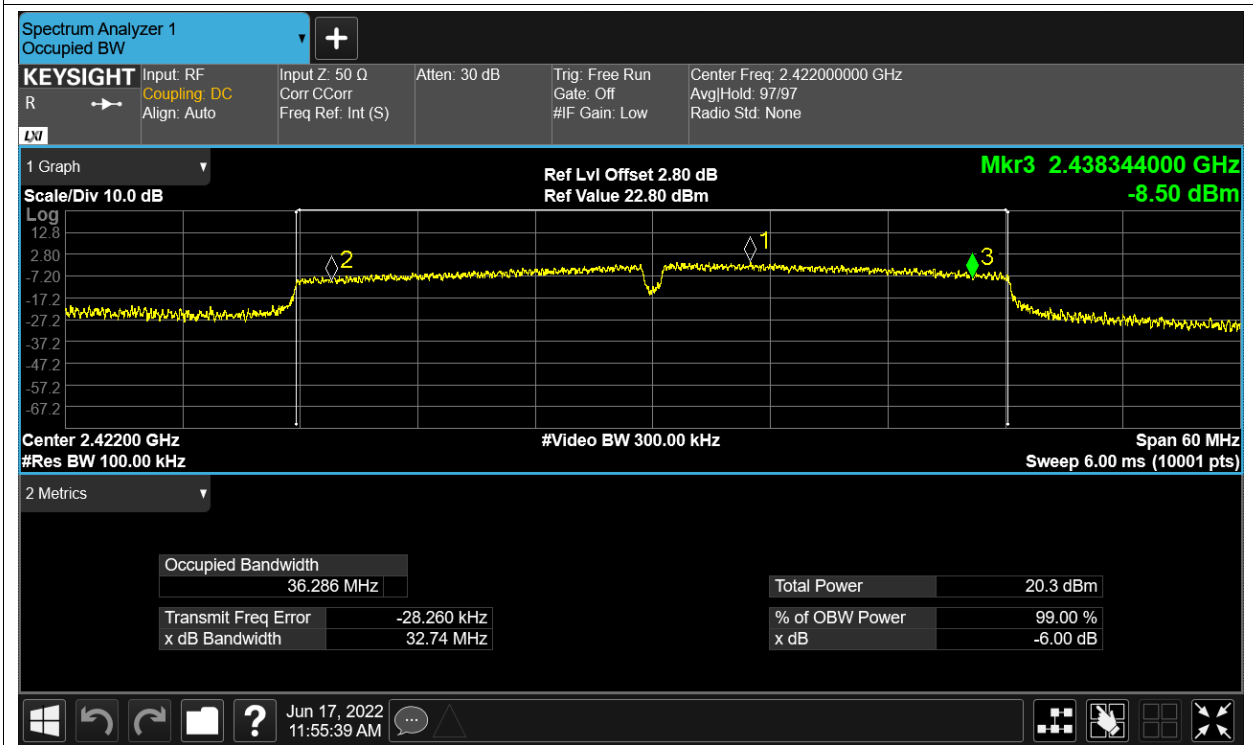 Spectrum Analyzer 1
Occupied BW
+
KEYSIGHT Input: RF Input Z: 50 Ω Atten: 30 dB Trig: Free Run Center Freq: 2.422000000 GHz
R Coupling: DC Corr CCorr Gate: Off Avg|Hold: 97/97
Align: Auto Freq Ref: Int (S) #IF Gain: Low Radio Std: None
LXI
1 Graph Ref Lvl Offset 2.80 dB Mkr3 2.438344000 GHz
Scale/Div 10.0 dB Ref Value 22.80 dBm -8.50 dBm
Log
12.8
2.80
-7.20
-17.2
-27.2
-37.2
-47.2
-57.2
-67.2
2
1
3
Center 2.42200 GHz #Video BW 300.00 kHz Span 60 MHz
#Res BW 100.00 kHz Sweep 6.00 ms (10001 pts)
2 Metrics
Occupied Bandwidth
36.286 MHz Total Power 20.3 dBm
Transmit Freq Error -28.260 kHz % of OBW Power 99.00 %
x dB Bandwidth 32.74 MHz x dB -6.00 dB
? Jun 17, 2022
11:55:39 AM